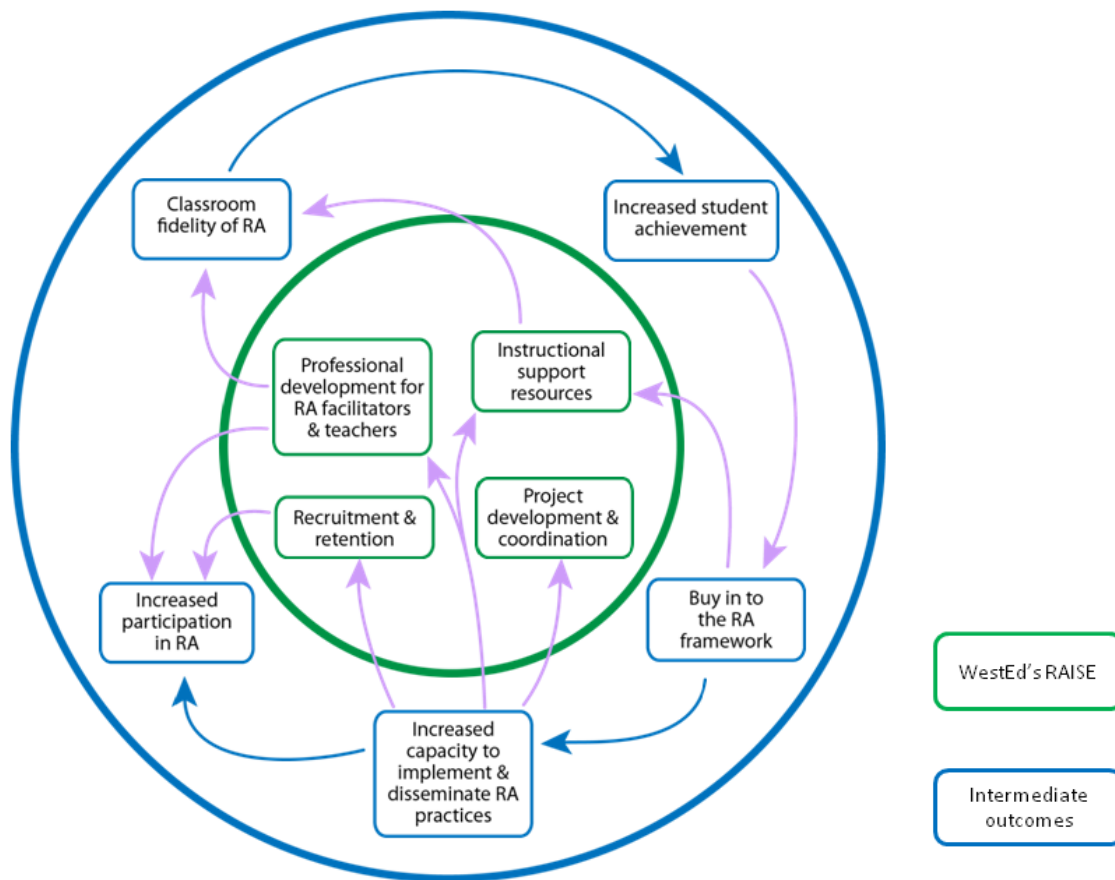 Classroom
fidelity of RA
Increased student
achievement
Professional
development for
RA facilitators
& teachers
Instructional
support
resources
Recruitment &
retention
Project
development &
coordination
Increased
participation
in RA
Buy in to
the RA
framework
Increased
capacity to
implement &
disseminate RA
practices
WestEd's RAISE
Intermediate
outcomes